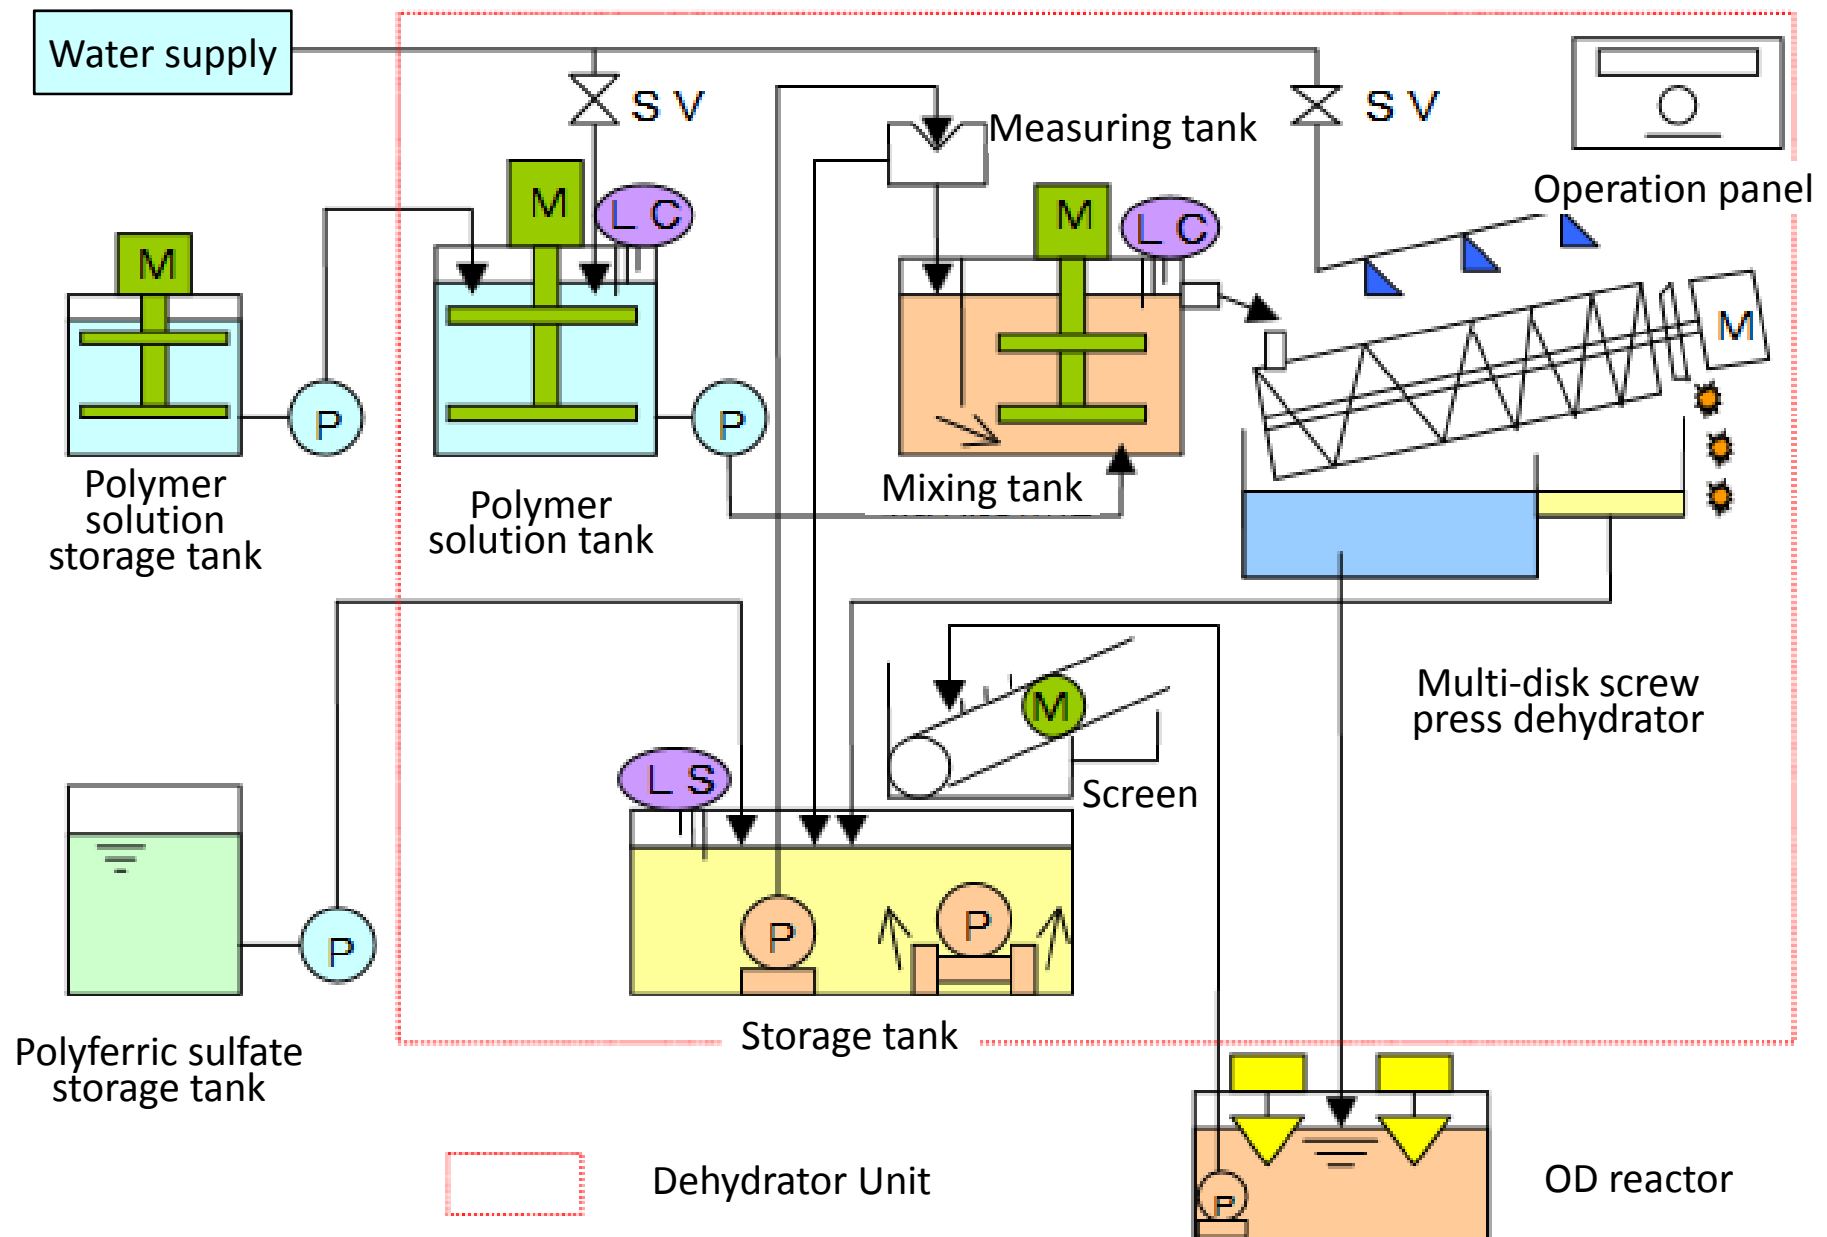 Water supply
S V
S V
Measuring tank
Operation panel
M
L C
M
L C
M
M
P
P
Polymer
solution
storage tank
Polymer
solution tank
Mixing tank
Multi-disk screw
press dehydrator
M
L S
Screen
P
P
P
Storage tank
Polyferric sulfate
storage tank
Dehydrator Unit
OD reactor
P